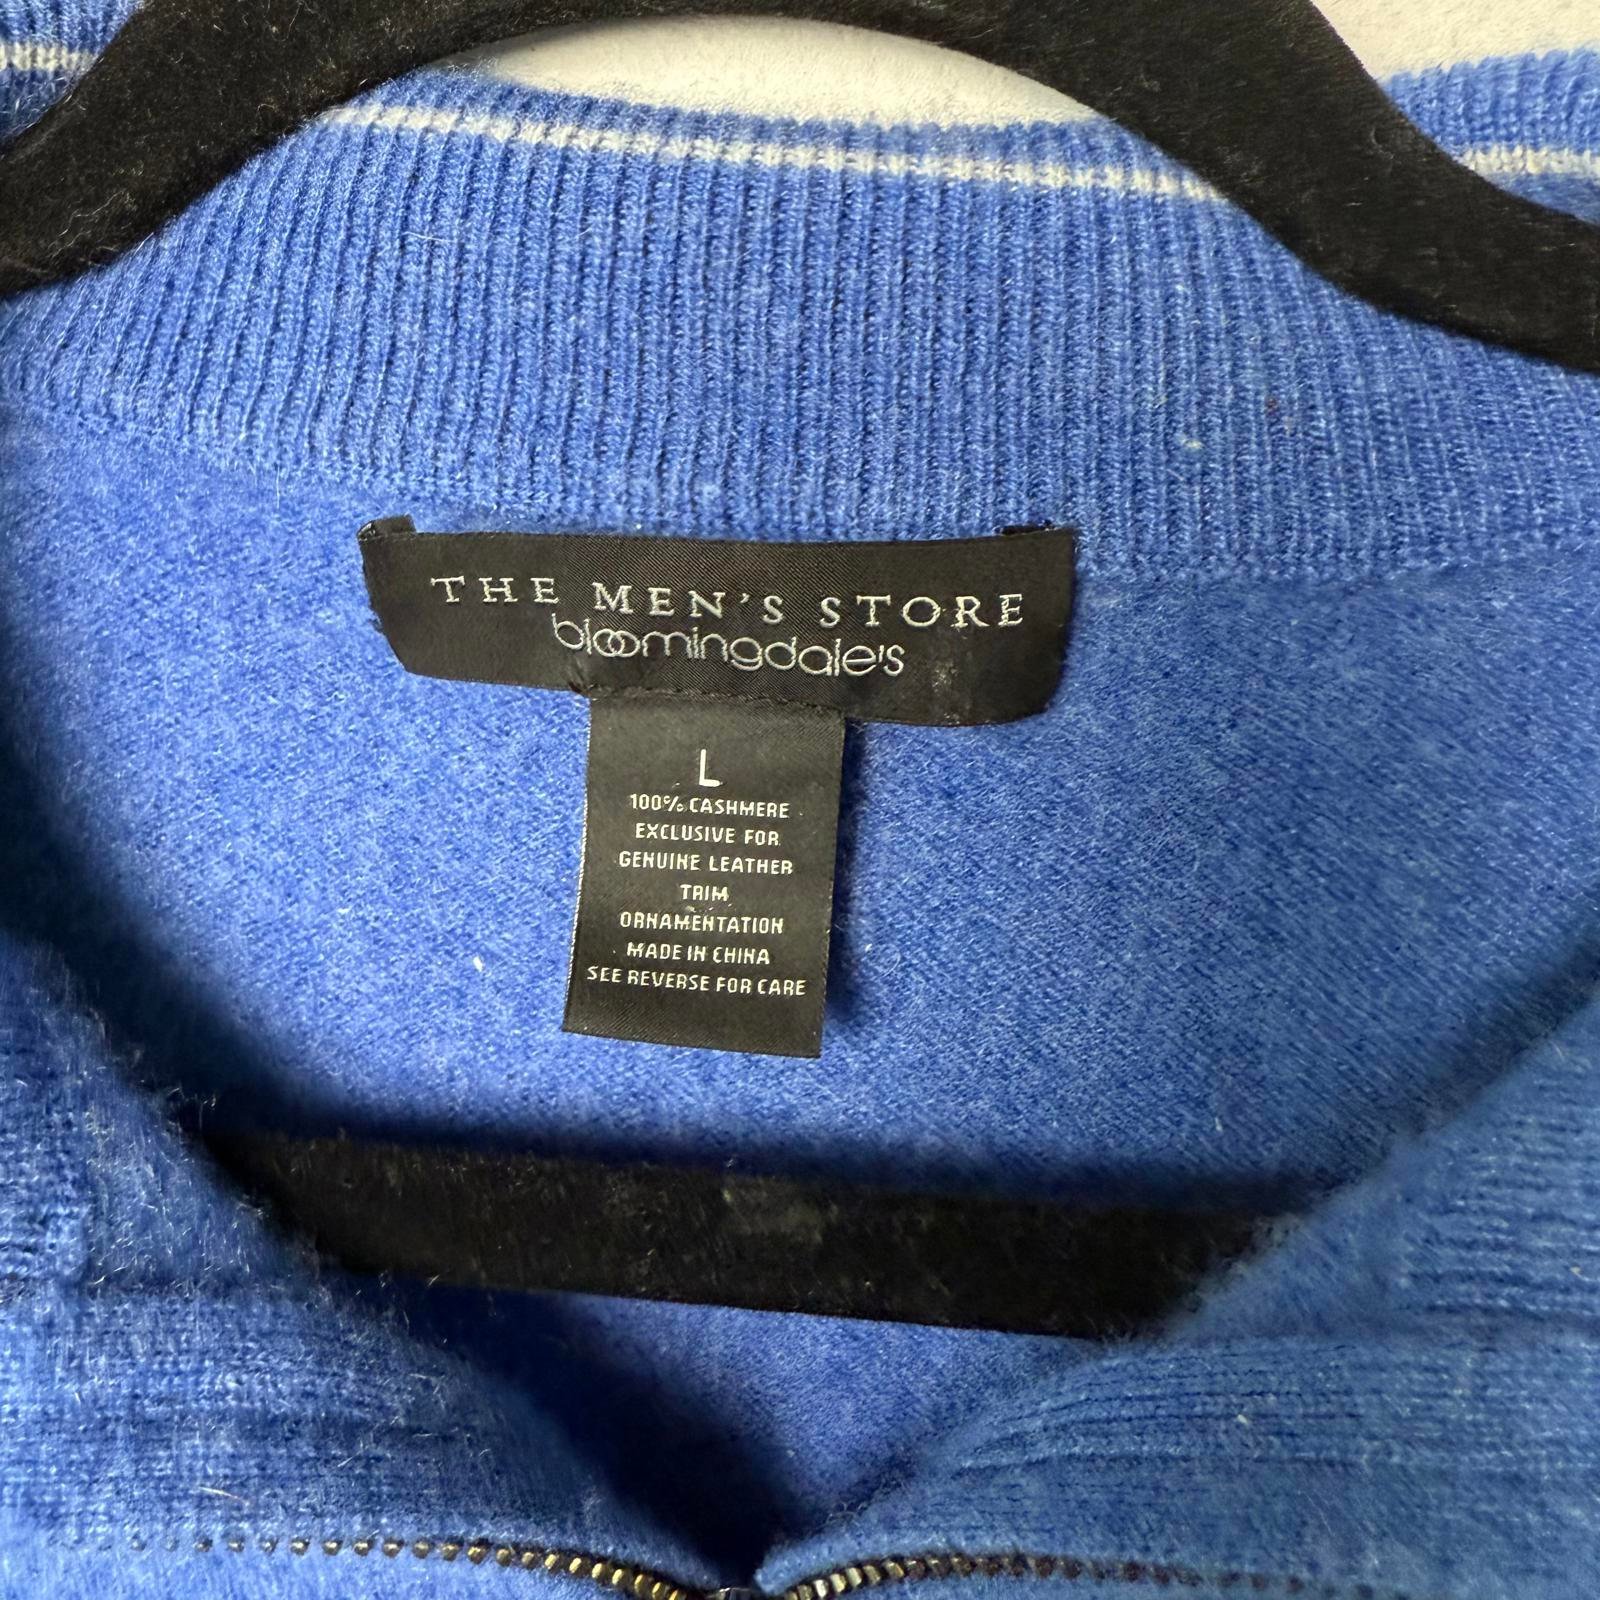 THE MEN'S STORE
bloomingdale's
L
100% CASHMERE
EXCLUSIVE FOR
GENUINE LEATHER
TRIM
ORNAMENTATION
MADE IN CHINA
SEE REVERSE FOR CARE